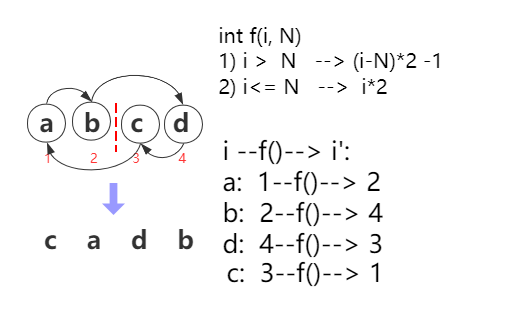 int f(i, N)
1) i > N --> (i-N)*2 -1
2) i<= N --> i*2
a b c d
1 2 3 4
c a d b
i --f()--> i':
a: 1--f()--> 2
b: 2--f()--> 4
d: 4--f()--> 3
c: 3--f()--> 1